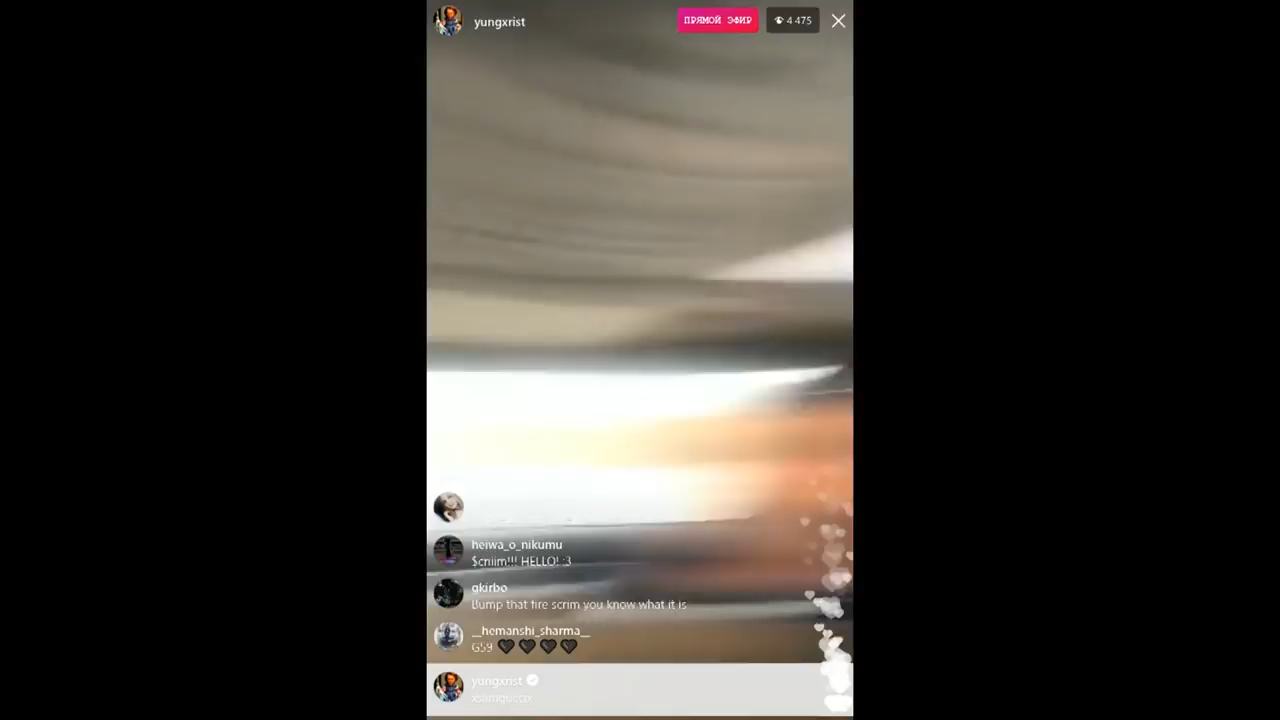 yungxrist
ПРЯМОЙ ЭФИР
4 475
heiwa_o_nikumu
$criim!!! HELLO! :3
gkirbo
Bump that fire scrim you know what it is
__hemanshi_sharma__
G59 🖤 🖤 🖤 🖤
yungxrist